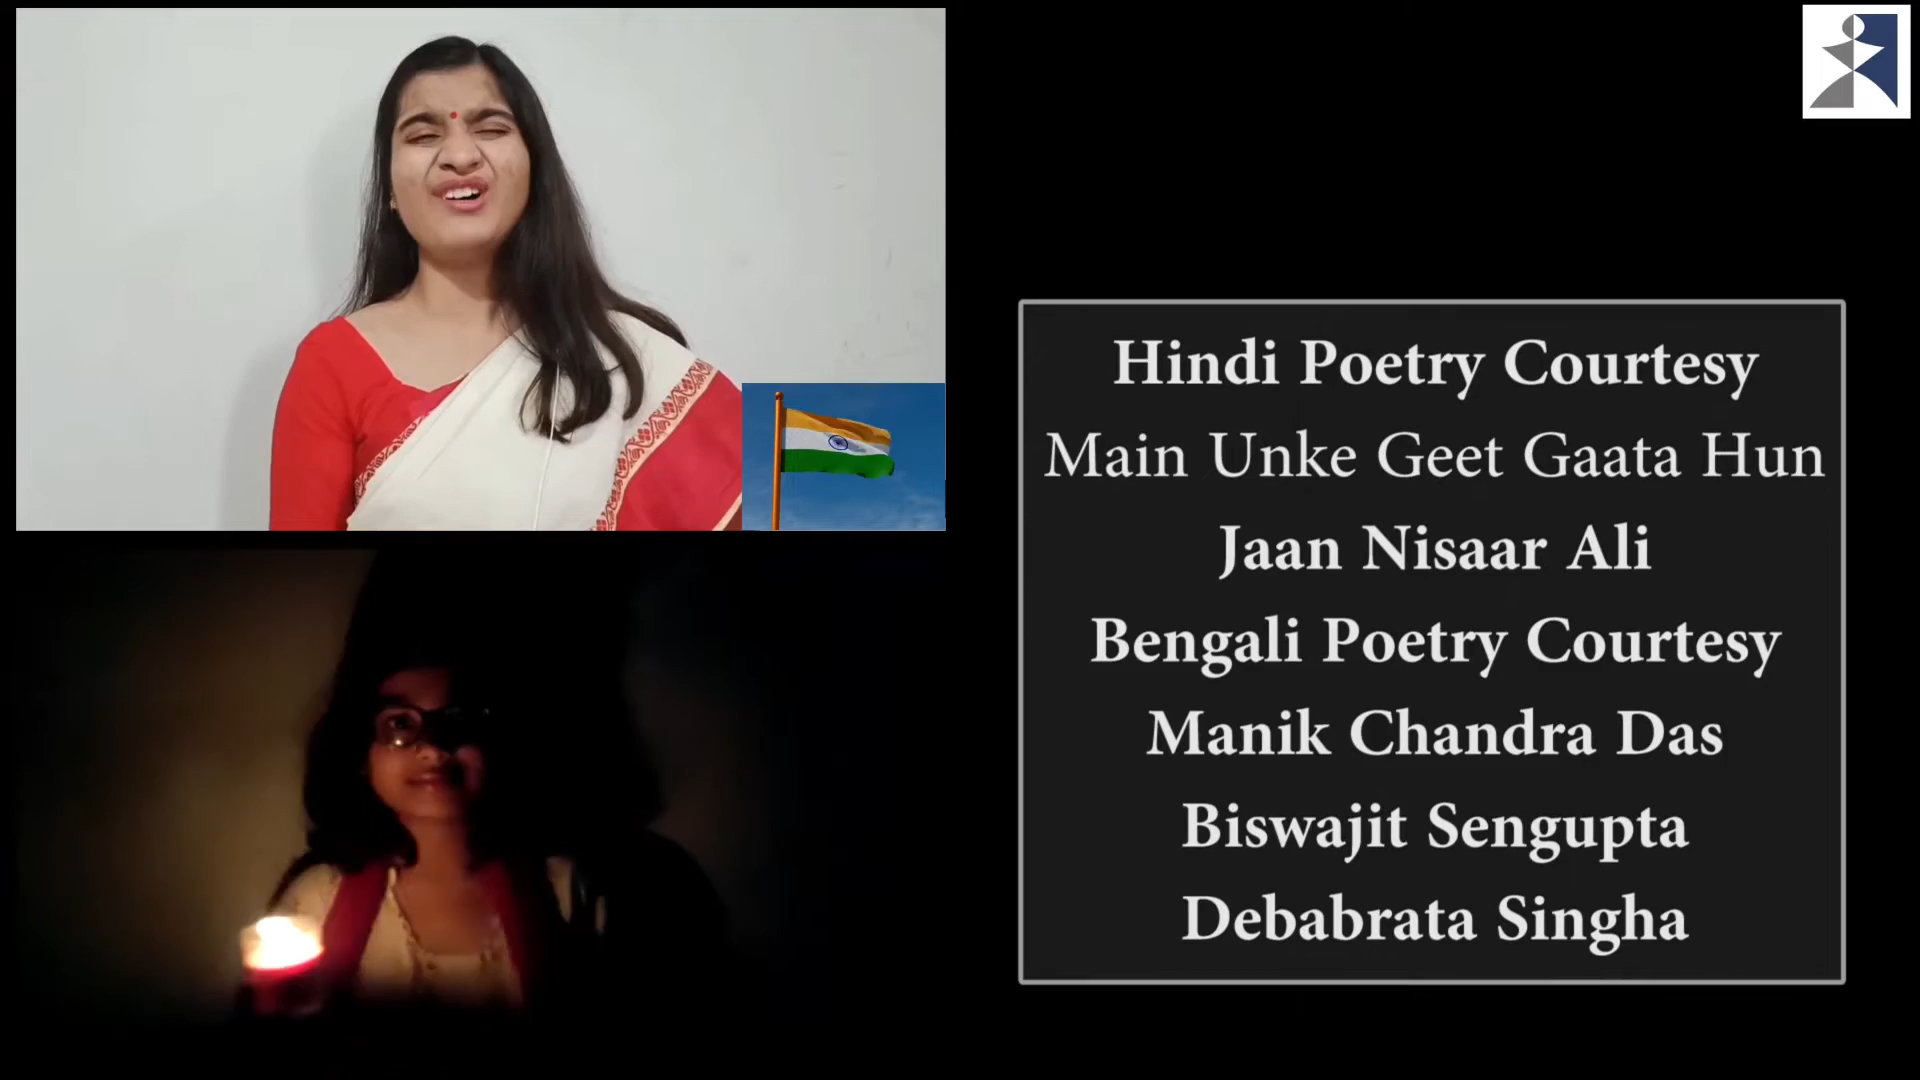 Hindi Poetry Courtesy
Main Unke Geet Gaata Hun
Jaan Nisaar Ali
Bengali Poetry Courtesy
Manik Chandra Das
Biswajit Sengupta
Debabrata Singha